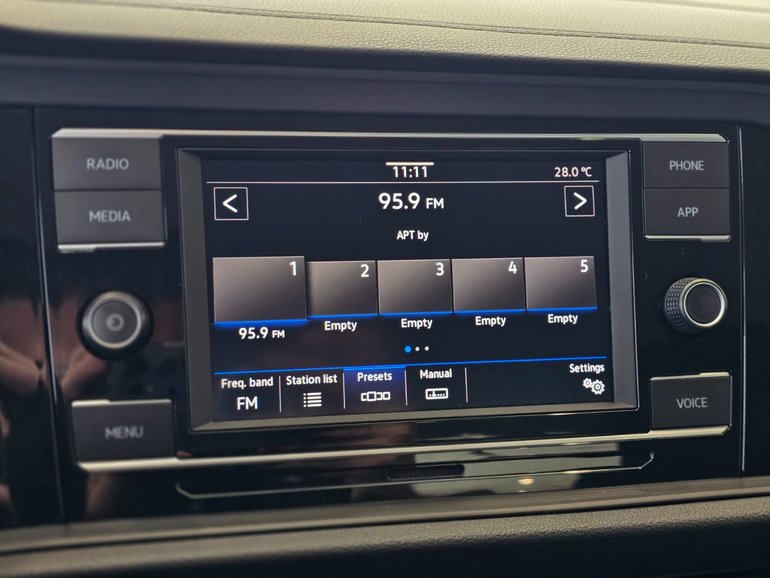 RADIO
MEDIA
MENU
11:11
28.0 °C
<
95.9 FM
>
APT by
1
2
3
4
5
95.9 FM
Empty
Empty
Empty
Empty
Freq. band
FM
Station list
Presets
Manual
Settings
PHONE
APP
VOICE